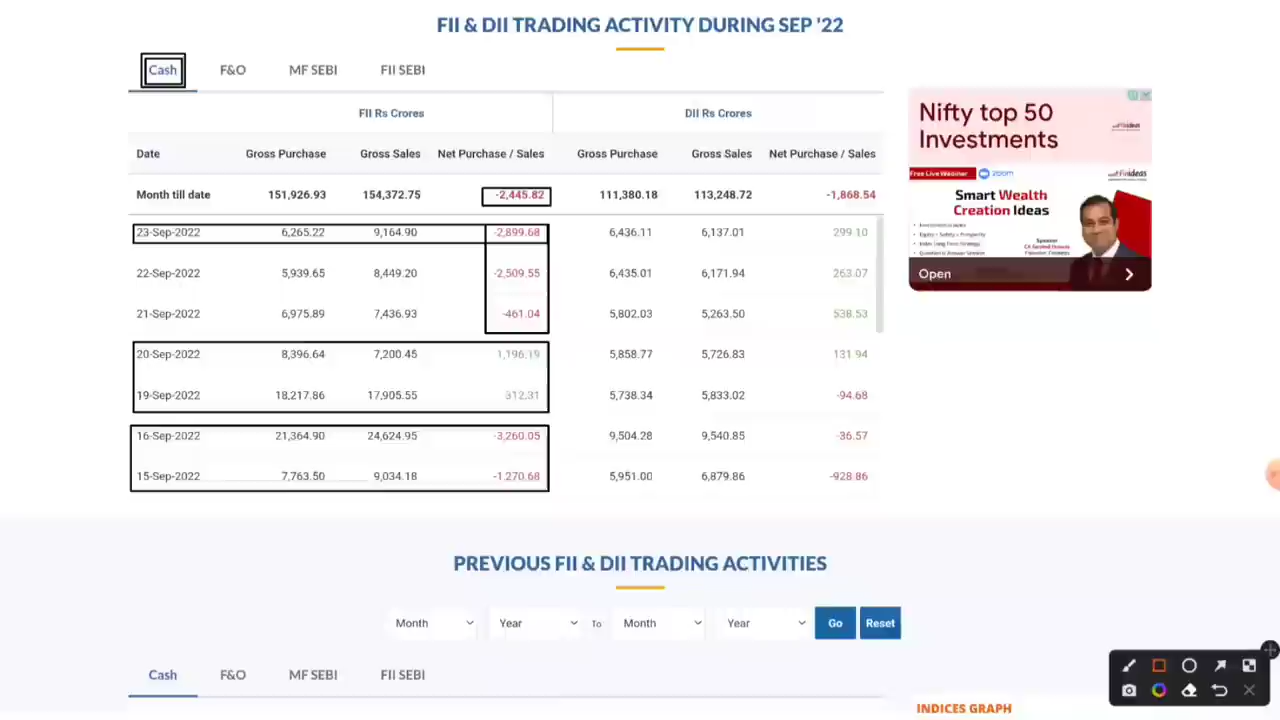 FII & DII TRADING ACTIVITY DURING SEP '22
Cash F&O MF SEBI FII SEBI
FII Rs Crores DII Rs Crores
Date Gross Purchase Gross Sales Net Purchase / Sales Gross Purchase Gross Sales Net Purchase / Sales
Month till date 151,926.93 154,372.75 -2,445.82 111,380.18 113,248.72 -1,868.54
23-Sep-2022 6,265.22 9,164.90 -2,899.68 6,436.11 6,137.01 299.10
22-Sep-2022 5,939.65 8,449.20 -2,509.55 6,435.01 6,171.94 263.07
21-Sep-2022 6,975.89 7,436.93 -461.04 5,802.03 5,263.50 538.53
20-Sep-2022 8,396.64 7,200.45 1,196.19 5,858.77 5,726.83 131.94
19-Sep-2022 18,217.86 17,905.55 312.31 5,738.34 5,833.02 -94.68
16-Sep-2022 21,364.90 24,624.95 -3,260.05 9,504.28 9,540.85 -36.57
15-Sep-2022 7,763.50 9,034.18 -1,270.68 5,951.00 6,879.86 -928.86
Nifty top 50
Investments
Free Live Webinar zoom finideas
Smart Wealth
Creation Ideas
Open
PREVIOUS FII & DII TRADING ACTIVITIES
Month Year To Month Year Go Reset
Cash F&O MF SEBI FII SEBI
INDICES GRAPH